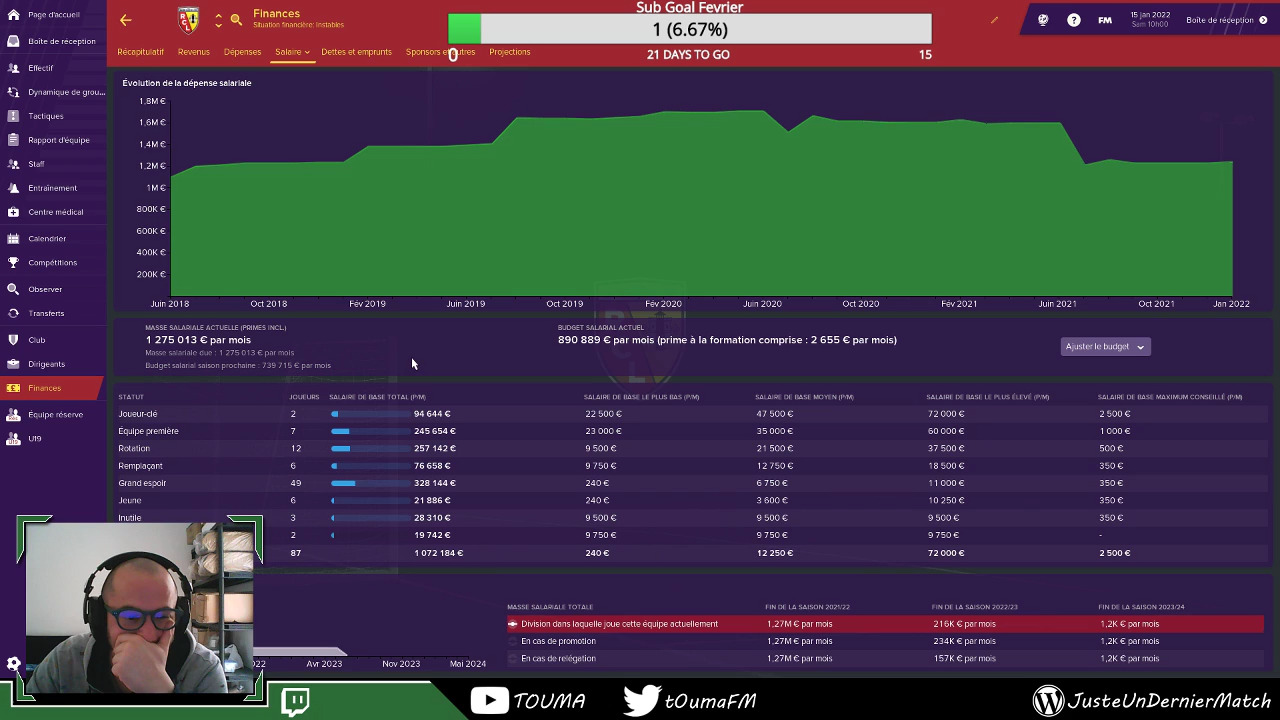 Page d'accueil
Boîte de réception
Effectif
Dynamique de grou...
Tactiques
Rapport d'équipe
Staff
Entraînement
Centre médical
Calendrier
Compétitions
Observer
Transferts
Club
Dirigeants
Finances
Équipe réserve
U19
Finances
Situation financière: Instables
Sub Goal Fevrier
1 (6.67%)
0
21 DAYS TO GO
15
FM
15 jan 2022
Sam 10h00
Boîte de réception
Récapitulatif Revenus Dépenses Salaire Dettes et emprunts Sponsors et autres Projections
Évolution de la dépense salariale
1,8M €
1,6M €
1,4M €
1,2M €
1M €
800K €
600K €
400K €
200K €
Juin 2018 Oct 2018 Fév 2019 Juin 2019 Oct 2019 Fév 2020 Juin 2020 Oct 2020 Fév 2021 Juin 2021 Oct 2021 Jan 2022
MASSE SALARIALE ACTUELLE (PRIMES INCL.)
1 275 013 € par mois
Masse salariale due : 1 275 013 € par mois
Budget salarial saison prochaine : 739 715 € par mois
BUDGET SALARIAL ACTUEL
890 889 € par mois (prime à la formation comprise : 2 655 € par mois)
Ajuster le budget
STATUT JOUEURS SALAIRE DE BASE TOTAL (P/M) SALAIRE DE BASE LE PLUS BAS (P/M) SALAIRE DE BASE MOYEN (P/M) SALAIRE DE BASE LE PLUS ÉLEVÉ (P/M) SALAIRE DE BASE MAXIMUM CONSEILLÉ (P/M)
Joueur-clé 2 94 644 € 22 500 € 47 500 € 72 000 € 2 500 €
Équipe première 7 245 654 € 23 000 € 35 000 € 60 000 € 1 000 €
Rotation 12 257 142 € 9 500 € 21 500 € 37 500 € 500 €
Remplaçant 6 76 658 € 9 750 € 12 750 € 18 500 € 350 €
Grand espoir 49 328 144 € 240 € 6 750 € 11 000 € 350 €
Jeune 6 21 886 € 240 € 3 600 € 10 250 € 350 €
Inutile 3 28 310 € 9 500 € 9 500 € 9 500 € 350 €
2 19 742 € 9 750 € 9 750 € 9 750 € -
87 1 072 184 € 240 € 12 250 € 72 000 € 2 500 €
MASSE SALARIALE TOTALE FIN DE LA SAISON 2021/22 FIN DE LA SAISON 2022/23 FIN DE LA SAISON 2023/24
Division dans laquelle joue cette équipe actuellement 1,27M € par mois 216K € par mois 1,2K € par mois
En cas de promotion 1,27M € par mois 234K € par mois 1,2K € par mois
En cas de relégation 1,27M € par mois 157K € par mois 1,2K € par mois
Avr 2023 Nov 2023 Mai 2024
TOUMA
tOumaFM
JusteUnDernierMatch